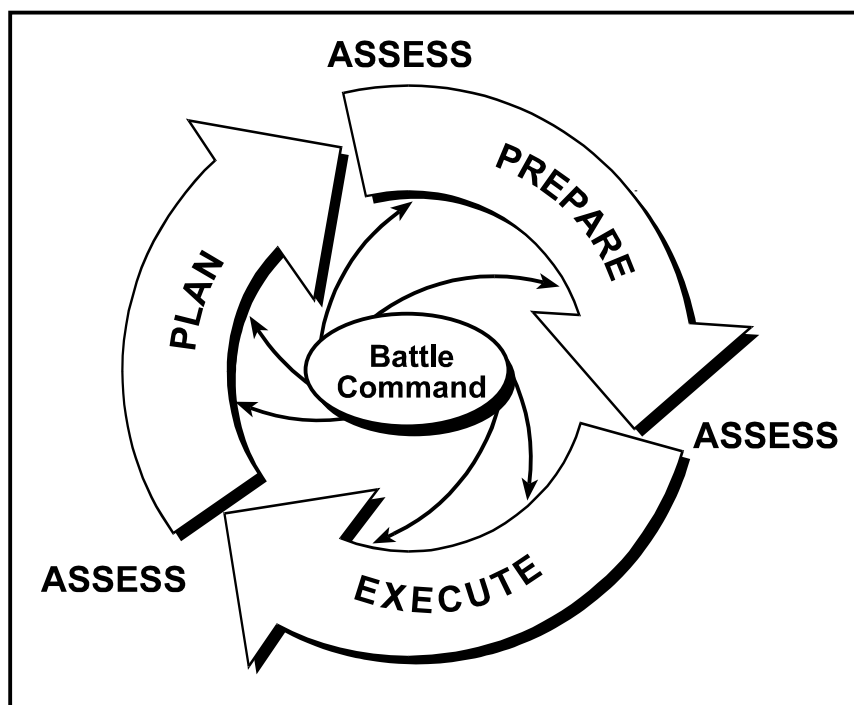 ASSESS
PREPARE
PLAN
Battle
Command
ASSESS
ASSESS
EXECUTE